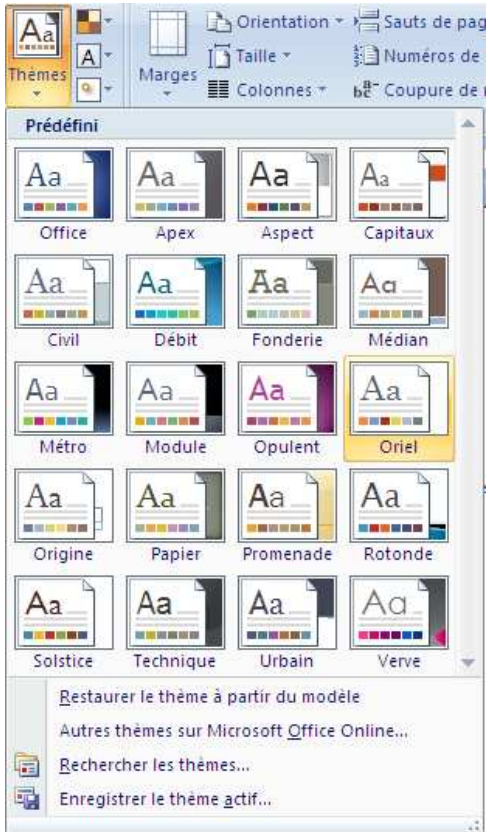 Orientation Sauts de pag
Aa
A Taille Numéros de
Thèmes Marges Colonnes bc Coupure de
Prédéfini
Aa Aa Aa Aa
Office Apex Aspect Capitaux
Aa Aa Aa Aa
Civil Débit Fonderie Médian
Aa Aa Aa Aa
Métro Module Opulent Oriel
Aa Aa Aa Aa
Origine Papier Promenade Rotonde
Aa Aa Aa Aa
Solstice Technique Urbain Verve
Restaurer le thème à partir du modèle
Autres thèmes sur Microsoft Office Online...
Rechercher les thèmes...
Enregistrer le thème actif...